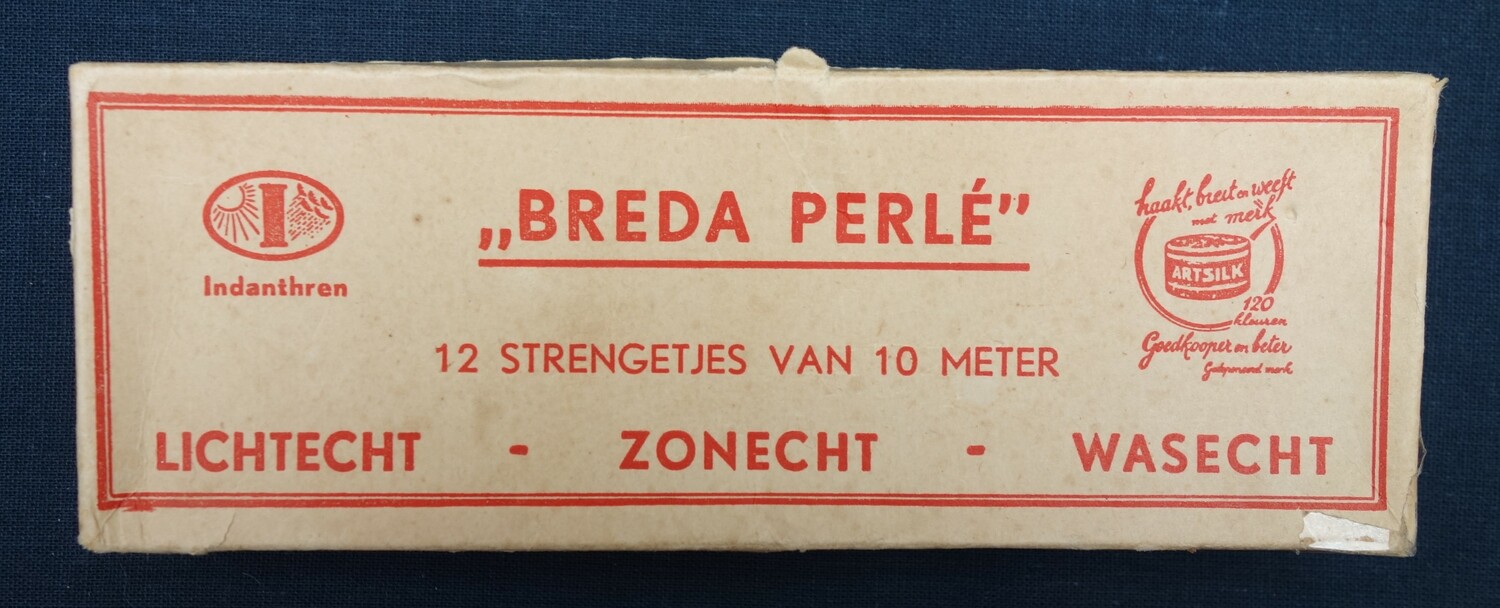 „BREDA PERLÉ”
Indanthren
I
haakt, breit en weeft
met merk
ARTSILK
120
kleuren
Goedkooper en beter
Gedeponeerd merk
12 STRENGETJES VAN 10 METER
LICHTECHT - ZONECHT - WASECHT